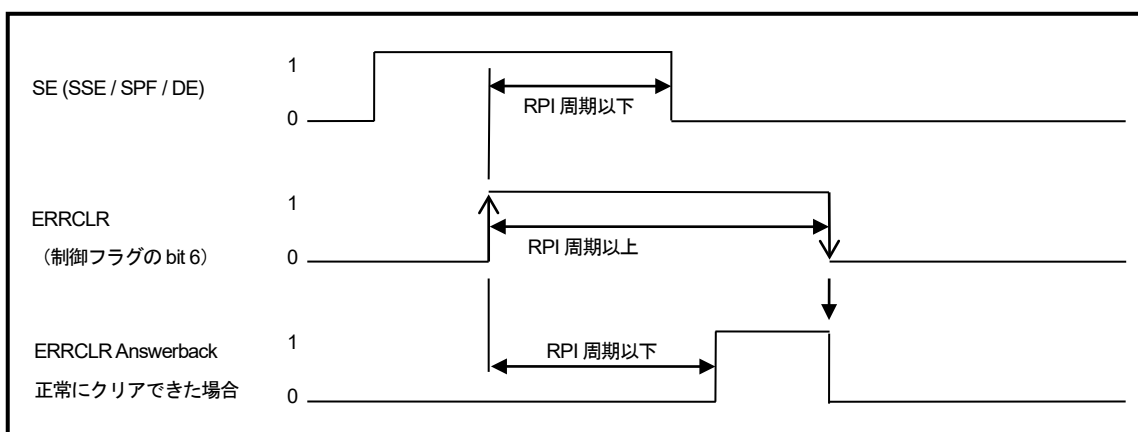 1
SE (SSE / SPF / DE)
RPI 周期以下
0
1
ERRCLR
RPI 周期以上
(制御フラグの bit 6)
0
1
ERRCLR Answerback
RPI 周期以下
正常にクリアできた場合
0